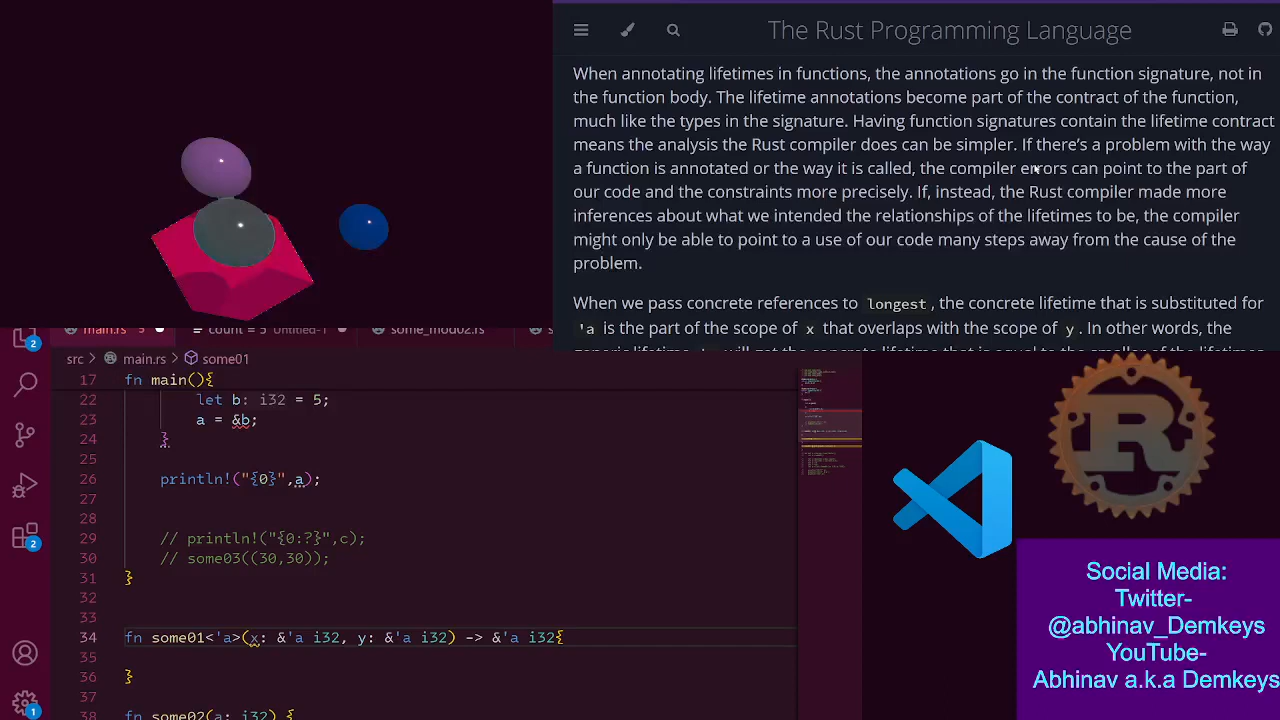 The Rust Programming Language
When annotating lifetimes in functions, the annotations go in the function signature, not in
the function body. The lifetime annotations become part of the contract of the function,
much like the types in the signature. Having function signatures contain the lifetime contract
means the analysis the Rust compiler does can be simpler. If there's a problem with the way
a function is annotated or the way it is called, the compiler errors can point to the part of
our code and the constraints more precisely. If, instead, the Rust compiler made more
inferences about what we intended the relationships of the lifetimes to be, the compiler
might only be able to point to a use of our code many steps away from the cause of the
problem.
When we pass concrete references to longest, the concrete lifetime that is substituted for
'a is the part of the scope of x that overlaps with the scope of y. In other words, the
main.rs 5 count = 5 Untitled-1 some_mod02.rs
src > main.rs > some01
17 fn main(){
22 let b: i32 = 5;
23 a = &b;
24 }
25
26 println!("{0}",a);
27
28
29 // println!("{0:?}",c);
30 // some03((30,30));
31 }
32
33
34 fn some01<'a>(x: &'a i32, y: &'a i32) -> &'a i32{
35
36 }
37
38 fn some02(a: i32) {
2
2
1
R
Social Media:
Twitter-
@abhinav_Demkeys
YouTube-
Abhinav a.k.a Demkeys